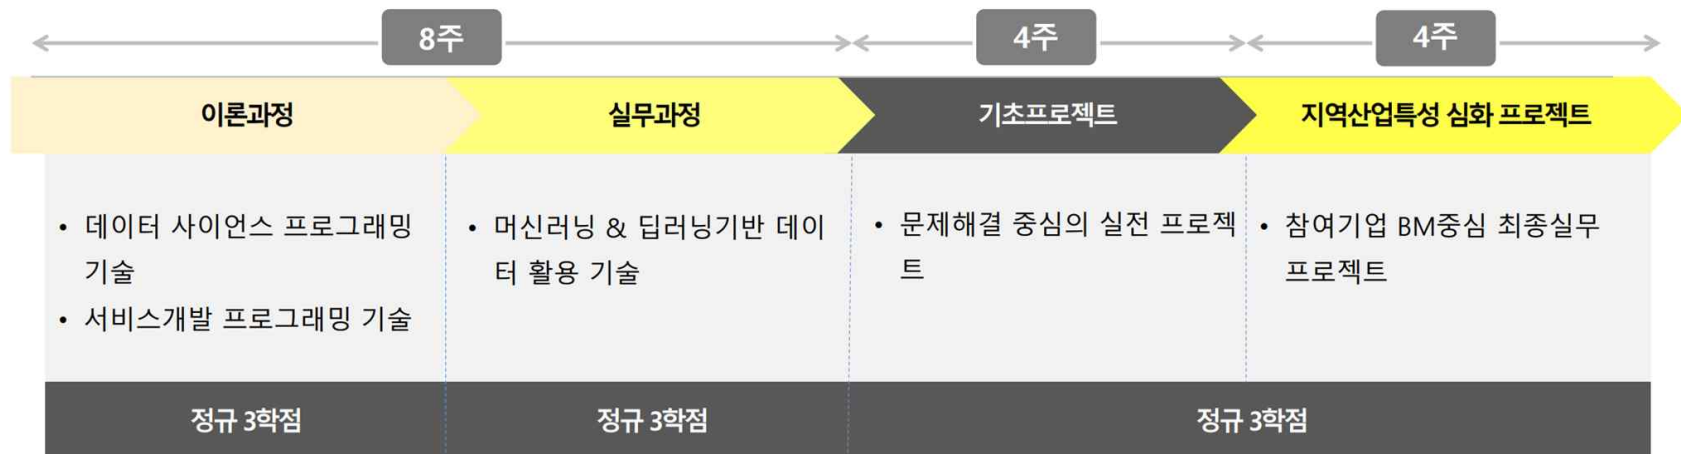 8주
4주
4주
이론과정
실무과정
기초프로젝트
지역산업특성 심화 프로젝트
• 데이터 사이언스 프로그래밍
기술
• 서비스개발 프로그래밍 기술
• 머신러닝 & 딥러닝기반 데이
터 활용 기술
• 문제해결 중심의 실전 프로젝
트
• 참여기업 BM중심 최종실무
프로젝트
정규 3학점
정규 3학점
정규 3학점